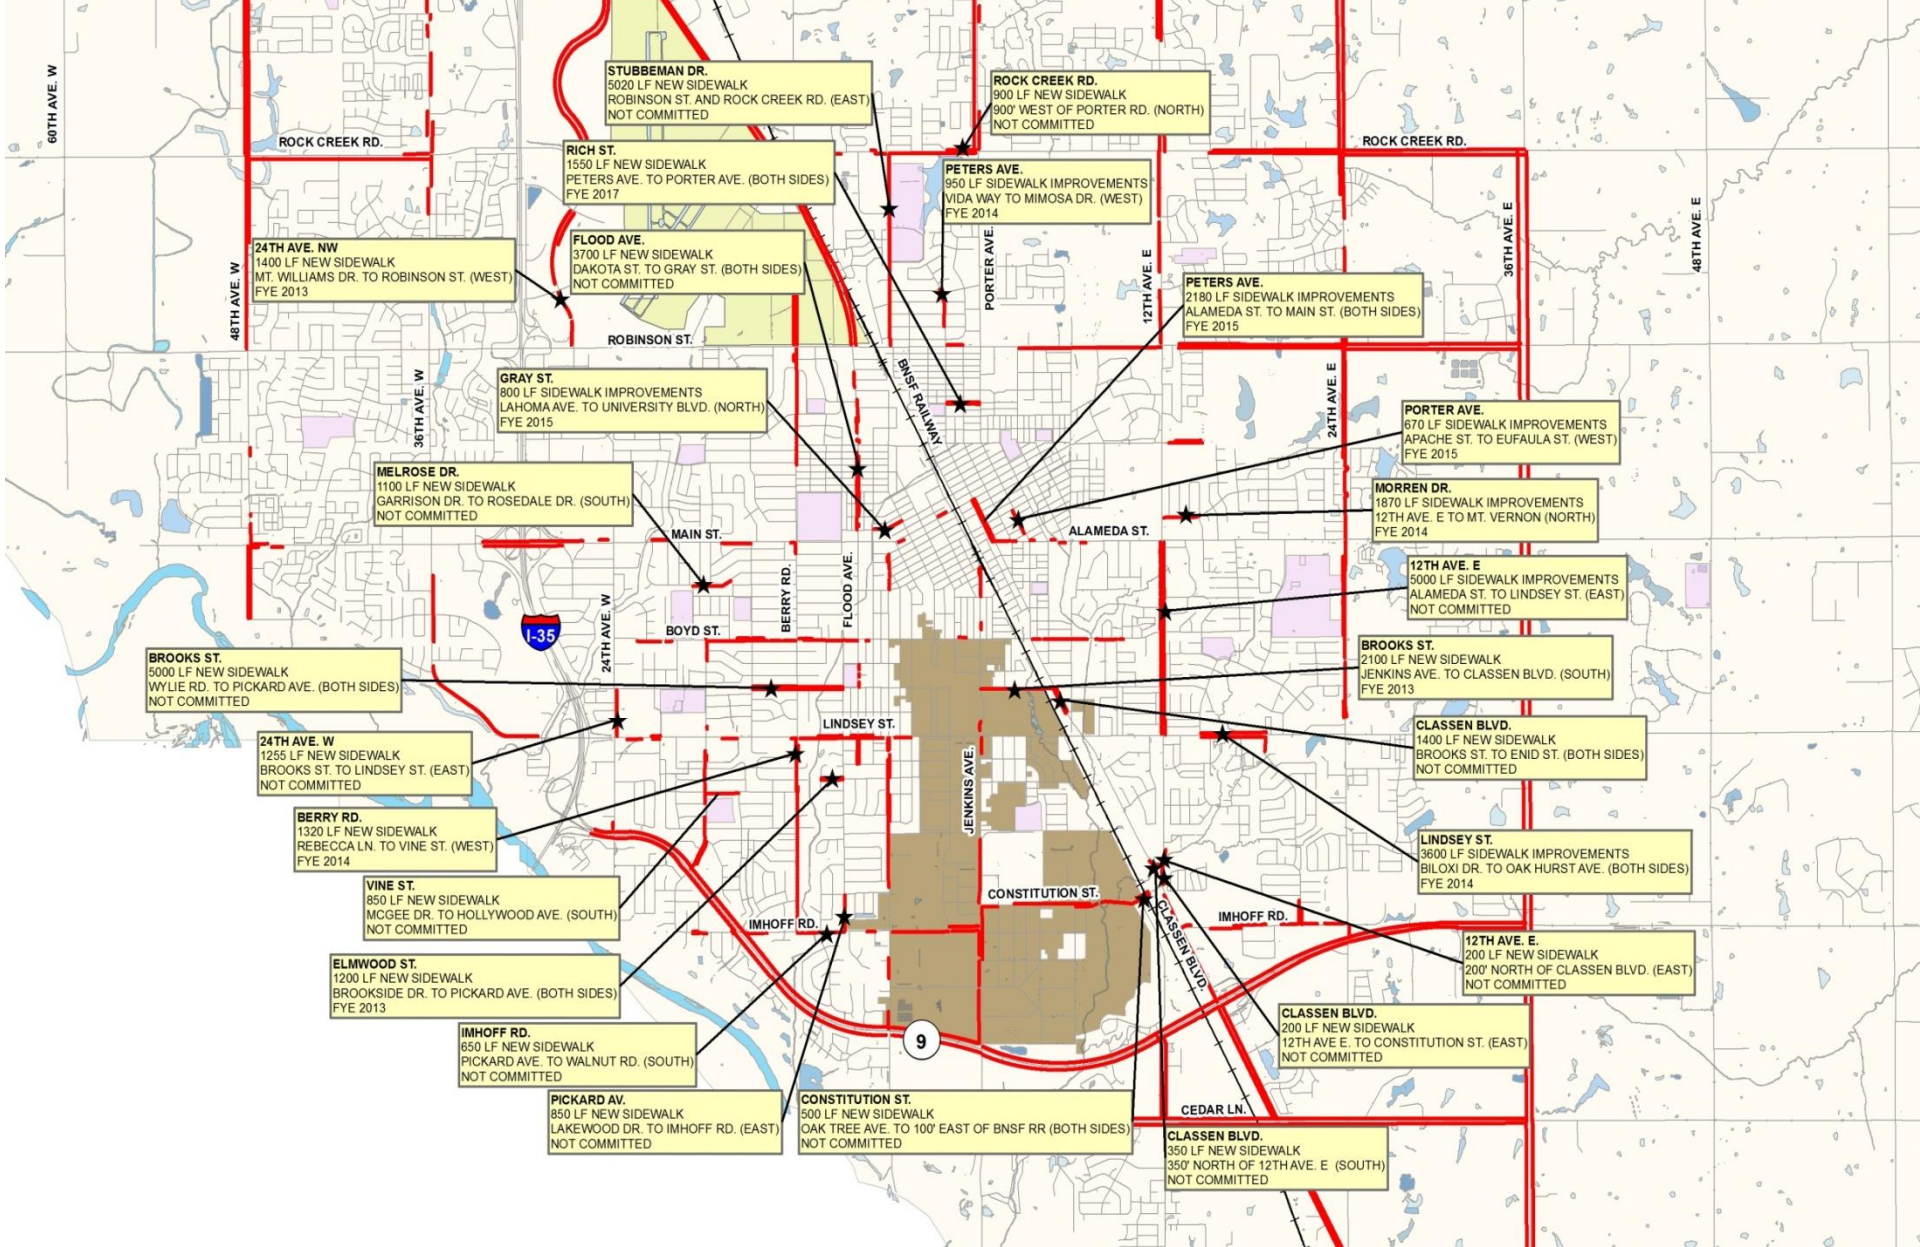 STUBBEMAN DR.
5020 LF NEW SIDEWALK
ROBINSON ST. AND ROCK CREEK RD. (EAST)
NOT COMMITTED
ROCK CREEK RD.
900 LF NEW SIDEWALK
900' WEST OF PORTER RD. (NORTH)
NOT COMMITTED
60TH AVE. W
ROCK CREEK RD.
ROCK CREEK RD.
RICH ST.
1550 LF NEW SIDEWALK
PETERS AVE. TO PORTER AVE. (BOTH SIDES)
FYE 2017
PETERS AVE.
950 LF SIDEWALK IMPROVEMENTS
VIDA WAY TO MIMOSA DR. (WEST)
FYE 2014
24TH AVE. NW
1400 LF NEW SIDEWALK
MT. WILLIAMS DR. TO ROBINSON ST. (WEST)
FYE 2013
FLOOD AVE.
3700 LF NEW SIDEWALK
DAKOTA ST. TO GRAY ST. (BOTH SIDES)
NOT COMMITTED
PORTER AVE.
12TH AVE. E
36TH AVE. E
48TH AVE. E
48TH AVE. W
PETERS AVE.
2180 LF SIDEWALK IMPROVEMENTS
ALAMEDA ST. TO MAIN ST. (BOTH SIDES)
FYE 2015
ROBINSON ST.
BNSF RAILWAY
GRAY ST.
800 LF SIDEWALK IMPROVEMENTS
LAHOMA AVE. TO UNIVERSITY BLVD. (NORTH)
FYE 2015
36TH AVE. W
24TH AVE. E
PORTER AVE.
670 LF SIDEWALK IMPROVEMENTS
APACHE ST. TO EUFAULA ST. (WEST)
FYE 2015
MELROSE DR.
1100 LF NEW SIDEWALK
GARRISON DR. TO ROSEDALE DR. (SOUTH)
NOT COMMITTED
MORREN DR.
1870 LF SIDEWALK IMPROVEMENTS
12TH AVE. E TO MT. VERNON (NORTH)
FYE 2014
MAIN ST.
ALAMEDA ST.
BERRY RD.
FLOOD AVE.
12TH AVE. E
5000 LF SIDEWALK IMPROVEMENTS
ALAMEDA ST. TO LINDSEY ST. (EAST)
NOT COMMITTED
I-35
24TH AVE. W
BOYD ST.
BROOKS ST.
5000 LF NEW SIDEWALK
WYLIE RD. TO PICKARD AVE. (BOTH SIDES)
NOT COMMITTED
BROOKS ST.
2100 LF NEW SIDEWALK
JENKINS AVE. TO CLASSEN BLVD. (SOUTH)
FYE 2013
LINDSEY ST.
CLASSEN BLVD.
1400 LF NEW SIDEWALK
BROOKS ST. TO ENID ST. (BOTH SIDES)
NOT COMMITTED
24TH AVE. W
1255 LF NEW SIDEWALK
BROOKS ST. TO LINDSEY ST. (EAST)
NOT COMMITTED
JENKINS AVE.
BERRY RD.
1320 LF NEW SIDEWALK
REBECCA LN. TO VINE ST. (WEST)
FYE 2014
LINDSEY ST.
3600 LF SIDEWALK IMPROVEMENTS
BILOXI DR. TO OAK HURST AVE. (BOTH SIDES)
FYE 2014
VINE ST.
850 LF NEW SIDEWALK
MCGEE DR. TO HOLLYWOOD AVE. (SOUTH)
NOT COMMITTED
CONSTITUTION ST.
IMHOFF RD.
IMHOFF RD.
CLASSEN BLVD.
12TH AVE. E.
200 LF NEW SIDEWALK
200' NORTH OF CLASSEN BLVD. (EAST)
NOT COMMITTED
ELMWOOD ST.
1200 LF NEW SIDEWALK
BROOKSIDE DR. TO PICKARD AVE. (BOTH SIDES)
FYE 2013
CLASSEN BLVD.
200 LF NEW SIDEWALK
12TH AVE E. TO CONSTITUTION ST. (EAST)
NOT COMMITTED
IMHOFF RD.
650 LF NEW SIDEWALK
PICKARD AVE. TO WALNUT RD. (SOUTH)
NOT COMMITTED
9
PICKARD AV.
850 LF NEW SIDEWALK
LAKEWOOD DR. TO IMHOFF RD. (EAST)
NOT COMMITTED
CONSTITUTION ST.
500 LF NEW SIDEWALK
OAK TREE AVE. TO 100' EAST OF BNSF RR (BOTH SIDES)
NOT COMMITTED
CEDAR LN.
CLASSEN BLVD.
350 LF NEW SIDEWALK
350' NORTH OF 12TH AVE. E (SOUTH)
NOT COMMITTED